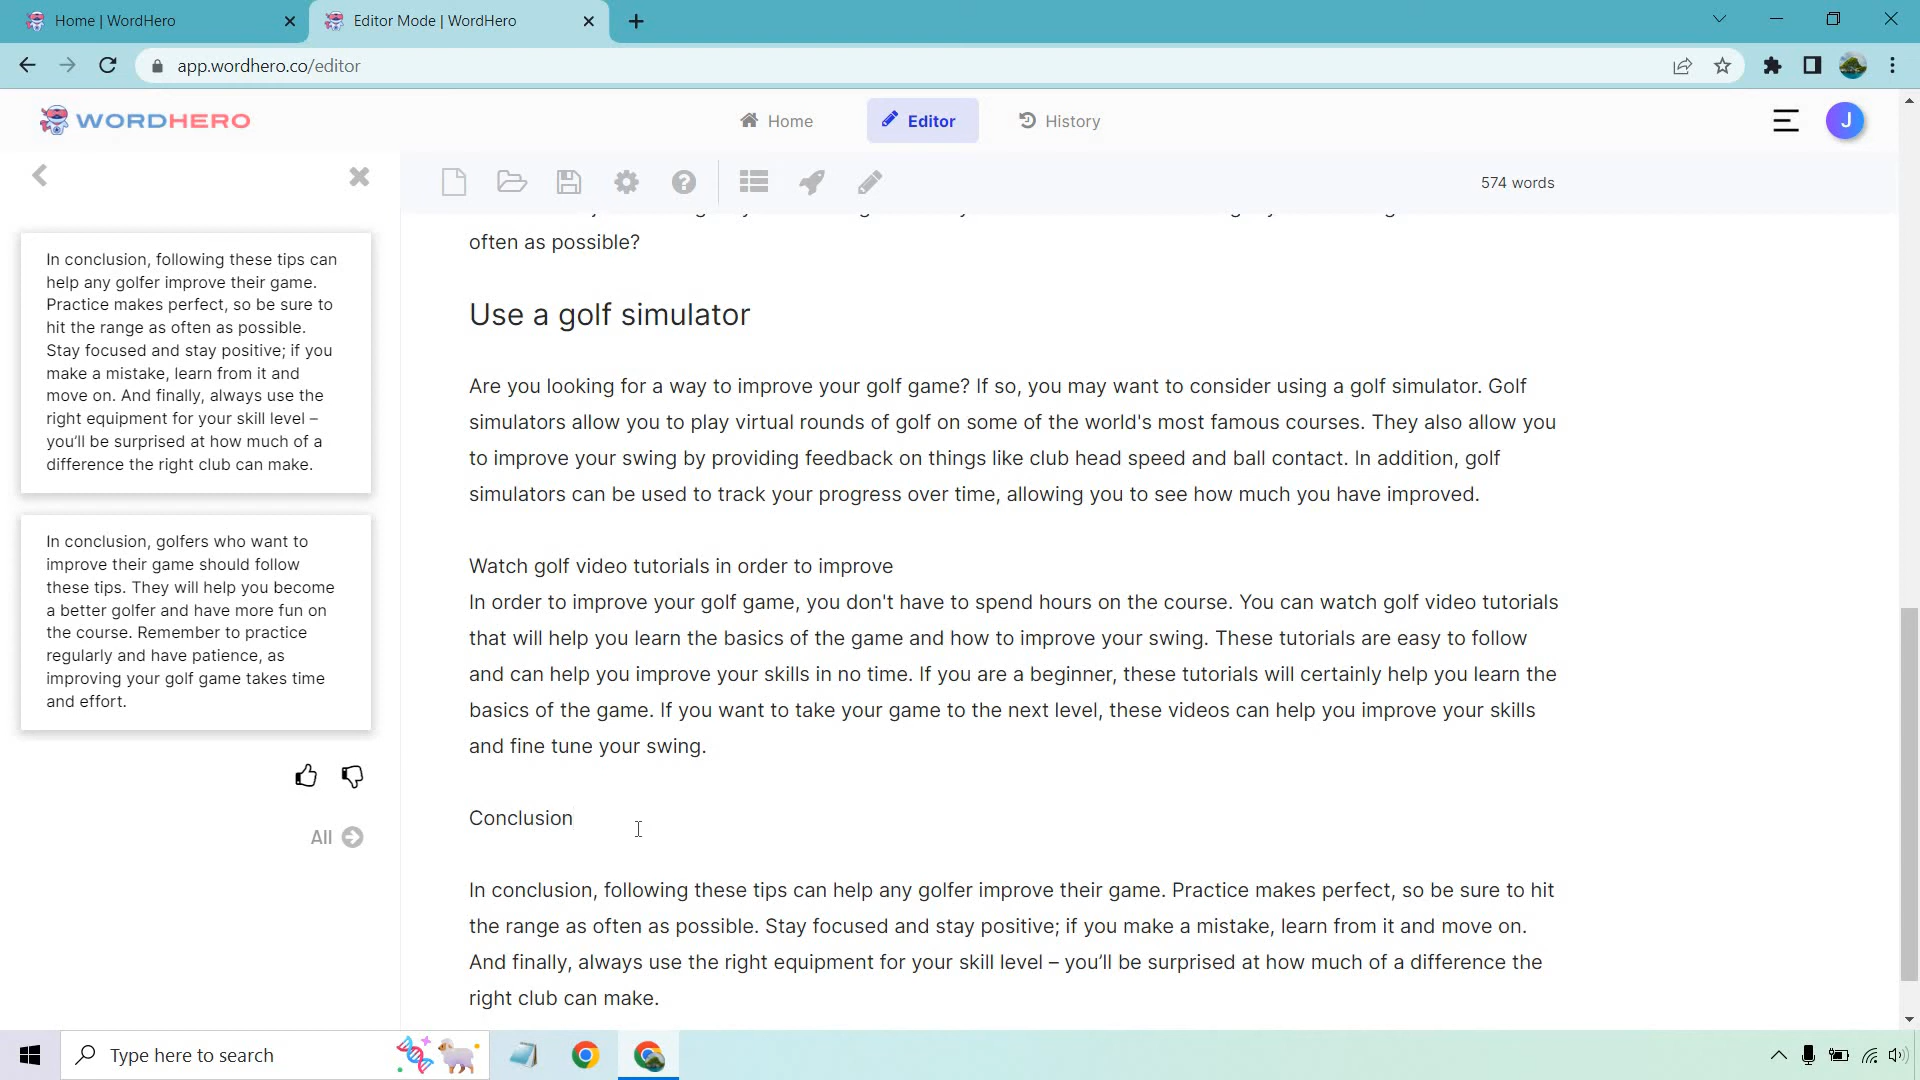 Home | WordHero
Editor Mode | WordHero
app.wordhero.co/editor
WORDHERO
Home
Editor
History
J
574 words
In conclusion, following these tips can
help any golfer improve their game.
Practice makes perfect, so be sure to
hit the range as often as possible.
Stay focused and stay positive; if you
make a mistake, learn from it and
move on. And finally, always use the
right equipment for your skill level –
you’ll be surprised at how much of a
difference the right club can make.
In conclusion, golfers who want to
improve their game should follow
these tips. They will help you become
a better golfer and have more fun on
the course. Remember to practice
regularly and have patience, as
improving your golf game takes time
and effort.
All
often as possible?
Use a golf simulator
Are you looking for a way to improve your golf game? If so, you may want to consider using a golf simulator. Golf
simulators allow you to play virtual rounds of golf on some of the world's most famous courses. They also allow you
to improve your swing by providing feedback on things like club head speed and ball contact. In addition, golf
simulators can be used to track your progress over time, allowing you to see how much you have improved.
Watch golf video tutorials in order to improve
In order to improve your golf game, you don't have to spend hours on the course. You can watch golf video tutorials
that will help you learn the basics of the game and how to improve your swing. These tutorials are easy to follow
and can help you improve your skills in no time. If you are a beginner, these tutorials will certainly help you learn the
basics of the game. If you want to take your game to the next level, these videos can help you improve your skills
and fine tune your swing.
Conclusion
In conclusion, following these tips can help any golfer improve their game. Practice makes perfect, so be sure to hit
the range as often as possible. Stay focused and stay positive; if you make a mistake, learn from it and move on.
And finally, always use the right equipment for your skill level – you’ll be surprised at how much of a difference the
right club can make.
Type here to search